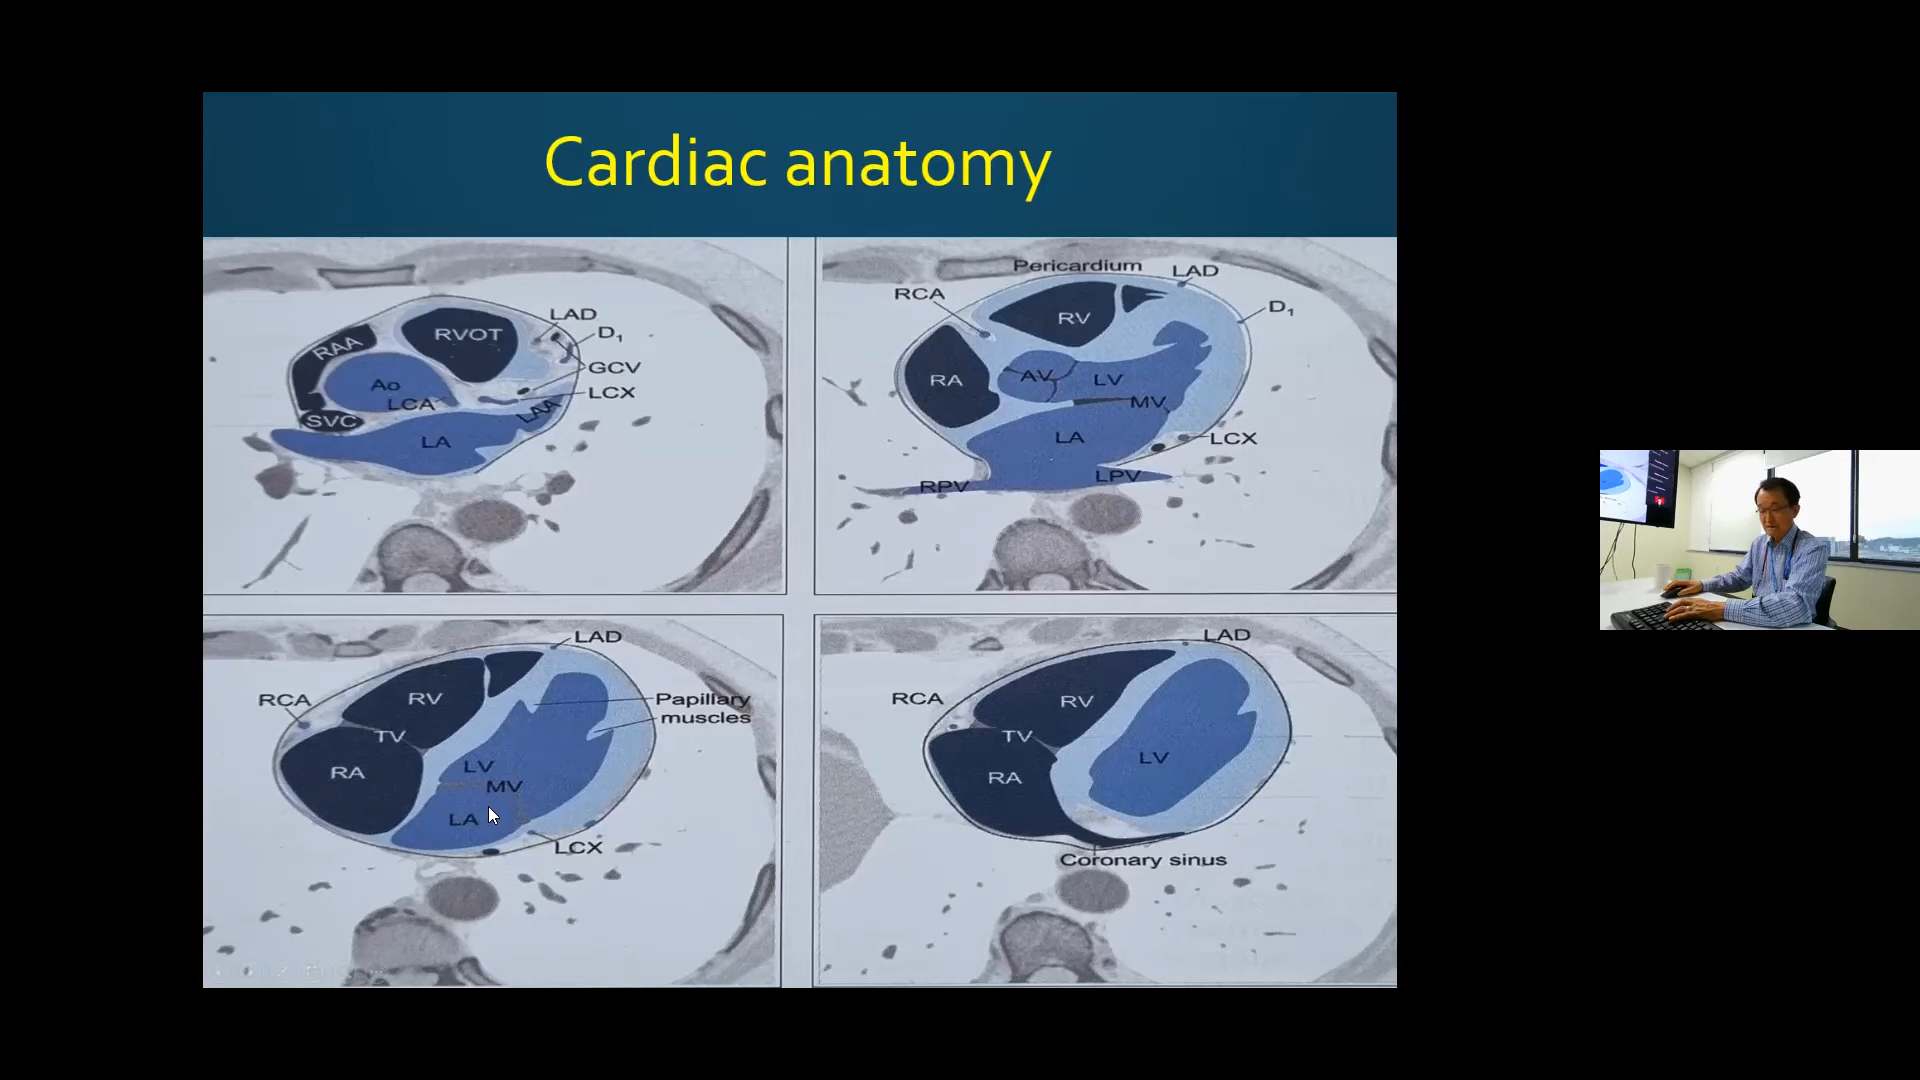 Cardiac anatomy
LAD
RVOT
D1
RAA
GCV
Ao
LCX
LCA
LAA
SVC
LA
Pericardium
LAD
RCA
D1
RV
RA
AV
LV
MV
LA
LCX
LPV
RPV
LAD
RCA
RV
Papillary
muscles
TV
LV
RA
MV
LA
LCX
LAD
RCA
RV
TV
LV
RA
Coronary sinus